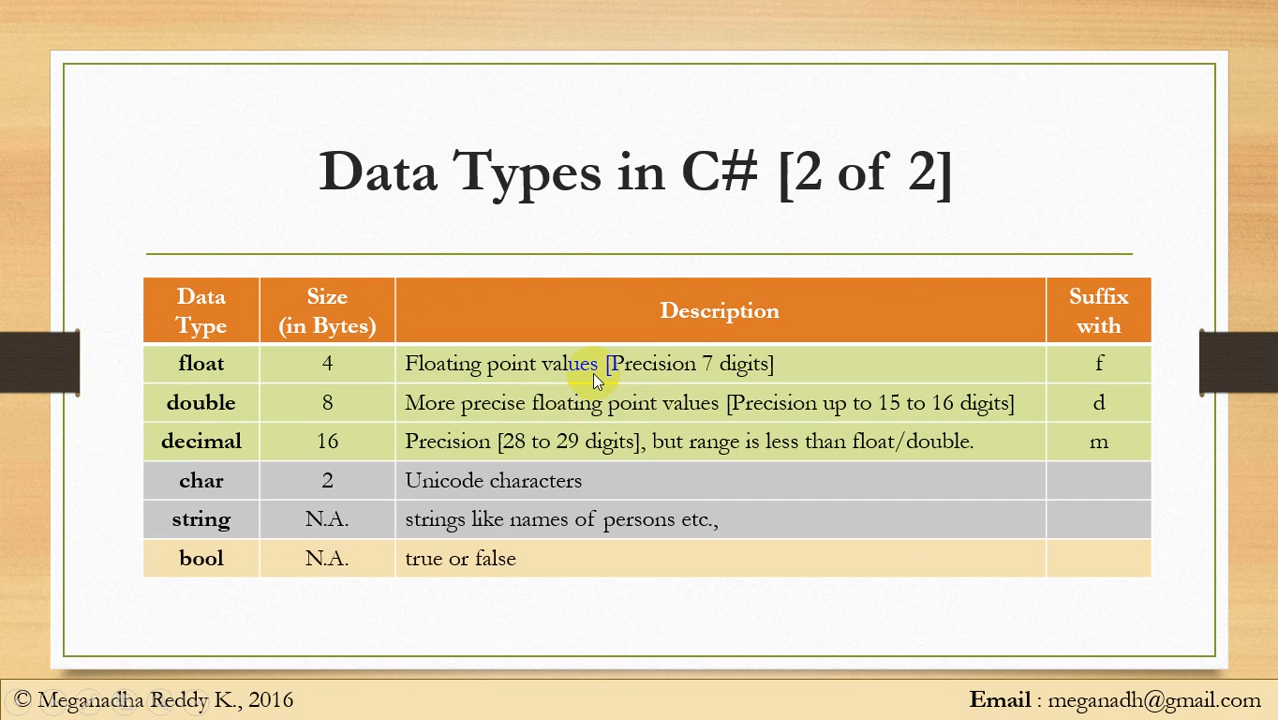 Data Types in C# [2 of 2]
Data Type Size (in Bytes) Description Suffix with
float 4 Floating point values [Precision 7 digits] f
double 8 More precise floating point values [Precision up to 15 to 16 digits] d
decimal 16 Precision [28 to 29 digits], but range is less than float/double. m
char 2 Unicode characters
string N.A. strings like names of persons etc.,
bool N.A. true or false
© Meganadha Reddy K., 2016 Email : meganadh@gmail.com